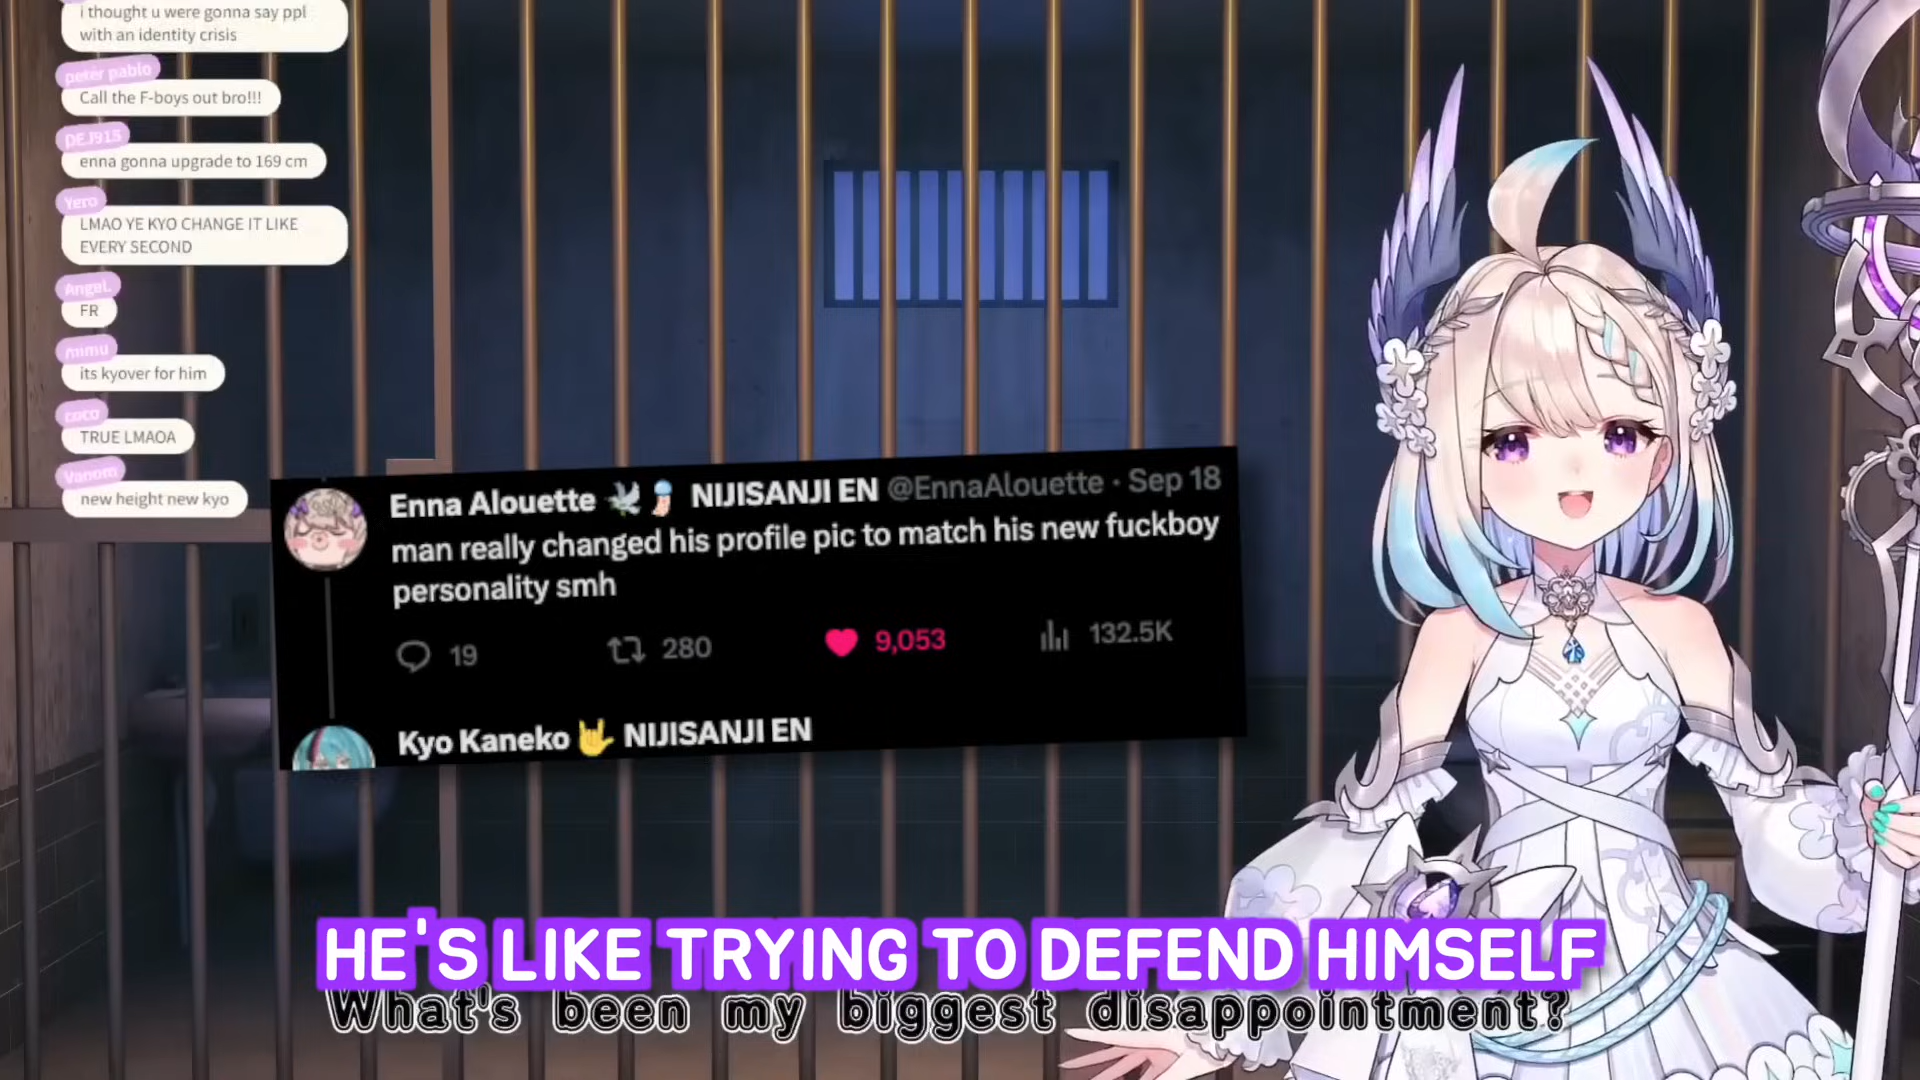 i thought u were gonna say ppl
with an identity crisis
peter pablo
Call the F-boys out bro!!!
DEJ915
enna gonna upgrade to 169 cm
Yero
LMAO YE KYO CHANGE IT LIKE
EVERY SECOND
Angel.
FR
mimu
its kyover for him
coco
TRUE LMAOA
Vanom
new height new kyo
Enna Alouette NIJISANJI EN @EnnaAlouette · Sep 18
man really changed his profile pic to match his new fuckboy
personality smh
19 280 9,053 132.5K
Kyo Kaneko NIJISANJI EN
HE'S LIKE TRYING TO DEFEND HIMSELF
What's been my biggest disappointment?